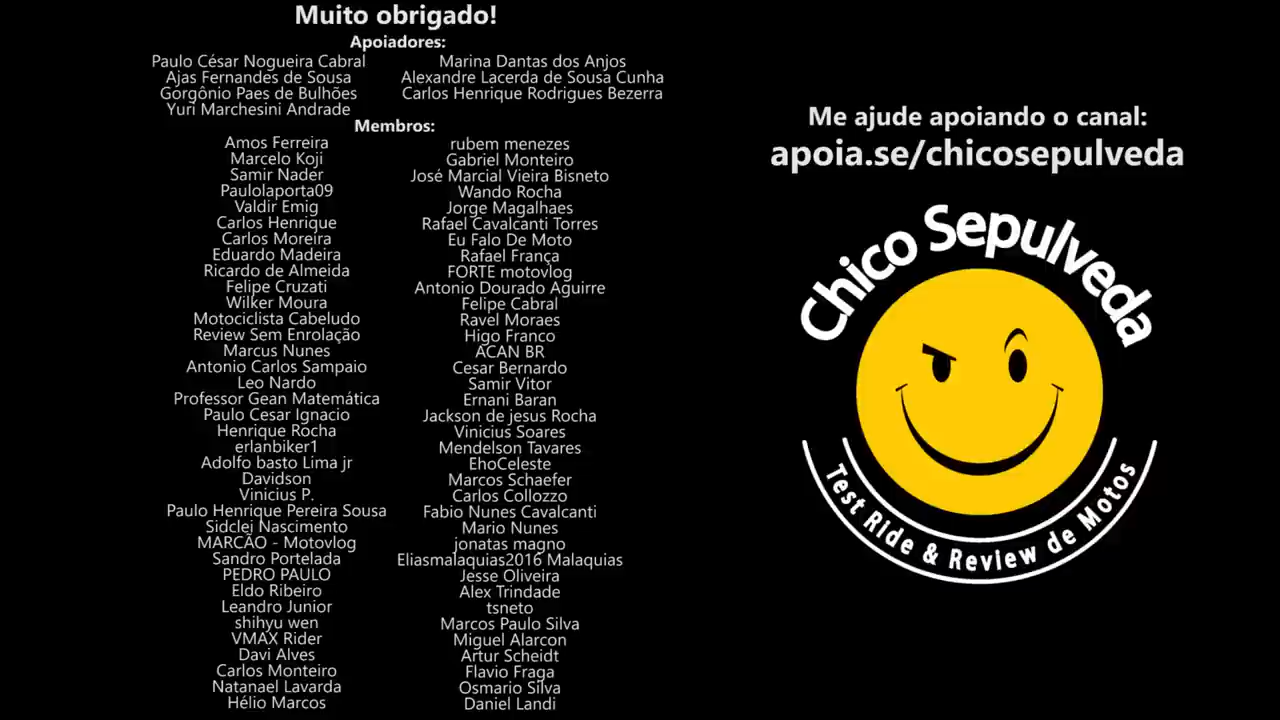 Muito obrigado!
Apoiadores:
Paulo César Nogueira Cabral
Ajas Fernandes de Sousa
Gorgônio Paes de Bulhões
Yuri Marchesini Andrade
Marina Dantas dos Anjos
Alexandre Lacerda de Sousa Cunha
Carlos Henrique Rodrigues Bezerra
Membros:
Amos Ferreira
Marcelo Koji
Samir Nader
Paulolaporta09
Valdir Emig
Carlos Henrique
Carlos Moreira
Eduardo Madeira
Ricardo de Almeida
Felipe Cruzati
Wilker Moura
Motociclista Cabeludo
Review Sem Enrolação
Marcus Nunes
Antonio Carlos Sampaio
Leo Nardo
Professor Gean Matemática
Paulo Cesar Ignacio
Henrique Rocha
erlanbiker1
Adolfo basto Lima jr
Davidson
Vinicius P.
Paulo Henrique Pereira Sousa
Sidclei Nascimento
MARCÃO - Motovlog
Sandro Portelada
PEDRO PAULO
Eldo Ribeiro
Leandro Junior
shihyu wen
VMAX Rider
Davi Alves
Carlos Monteiro
Natanael Lavarda
Hélio Marcos
rubem menezes
Gabriel Monteiro
José Marcial Vieira Bisneto
Wando Rocha
Jorge Magalhaes
Rafael Cavalcanti Torres
Eu Falo De Moto
Rafael França
FORTE motovlog
Antonio Dourado Aguirre
Felipe Cabral
Ravel Moraes
Higo Franco
ACAN BR
Cesar Bernardo
Samir Vitor
Ernani Baran
Jackson de jesus Rocha
Vinicius Soares
Mendelson Tavares
EhoCeleste
Marcos Schaefer
Carlos Collozzo
Fabio Nunes Cavalcanti
Mario Nunes
jonatas magno
Eliasmalaquias2016 Malaquias
Jesse Oliveira
Alex Trindade
tsneto
Marcos Paulo Silva
Miguel Alarcon
Artur Scheidt
Flavio Fraga
Osmario Silva
Daniel Landi
Me ajude apoiando o canal:
apoia.se/chicosepulveda
Chico Sepulveda
Test Ride & Review de Motos